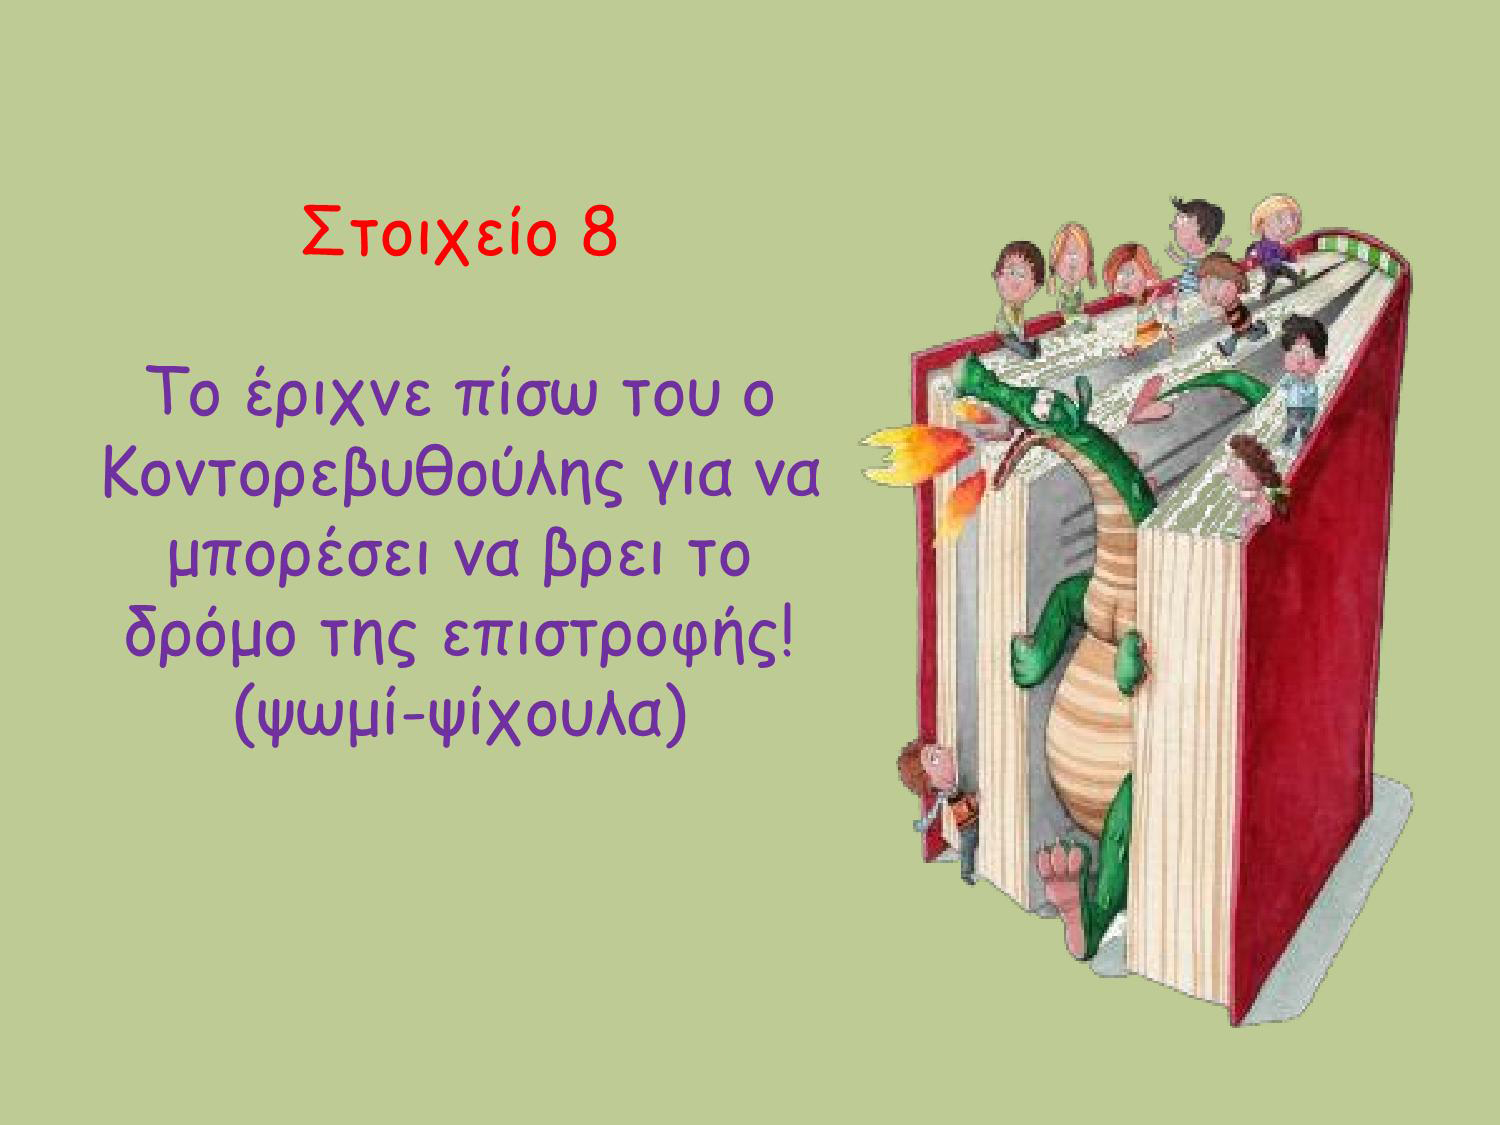 Στοιχείο 8
Το έριχνε πίσω του ο
Κοντορεβυθούλης για να
μπορέσει να βρει το
δρόμο της επιστροφής!
(ψωμί-ψίχουλα)